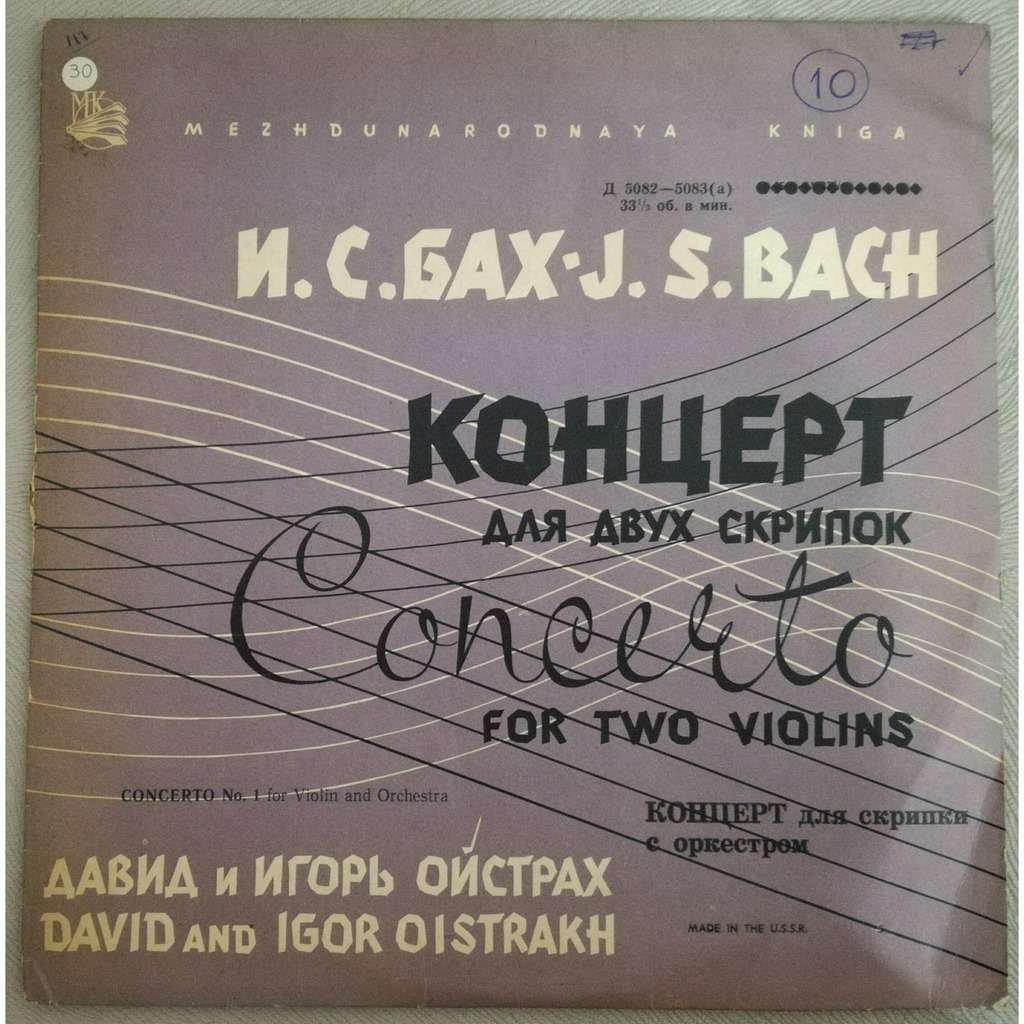 30
10
МК
MEZHDUNARODNAYA KNIGA
Д 5082—5083(а)
33⅓ об. в мин.
И. С. БАХ · J. S. BACH
КОНЦЕРТ
ДЛЯ ДВУХ СКРИПОК
Concerto
FOR TWO VIOLINS
CONCERTO No. 1 for Violin and Orchestra
КОНЦЕРТ для скрипки
с оркестром
ДАВИД и ИГОРЬ ОЙСТРАХ
DAVID AND IGOR OISTRAKH
MADE IN THE U.S.S.R.